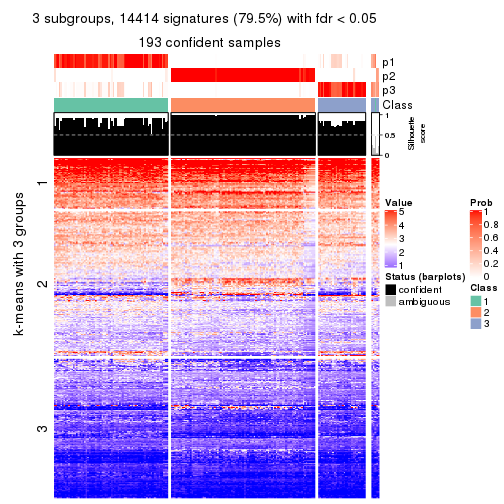 3 subgroups, 14414 signatures (79.5%) with fdr < 0.05
193 confident samples
p1
p2
p3
Class
1
0.5
0
Silhouette
score
k-means with 3 groups
1
2
3
Value
5
4
3
2
1
Status (barplots)
confident
ambiguous
Prob
1
0.8
0.6
0.4
0.2
0
Class
1
2
3